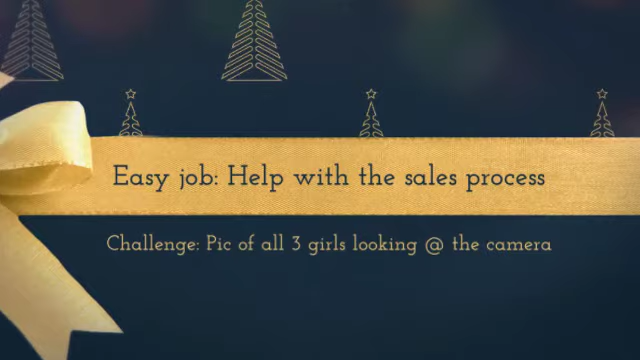 Easy job: Help with the sales process
Challenge: Pic of all 3 girls looking @ the camera